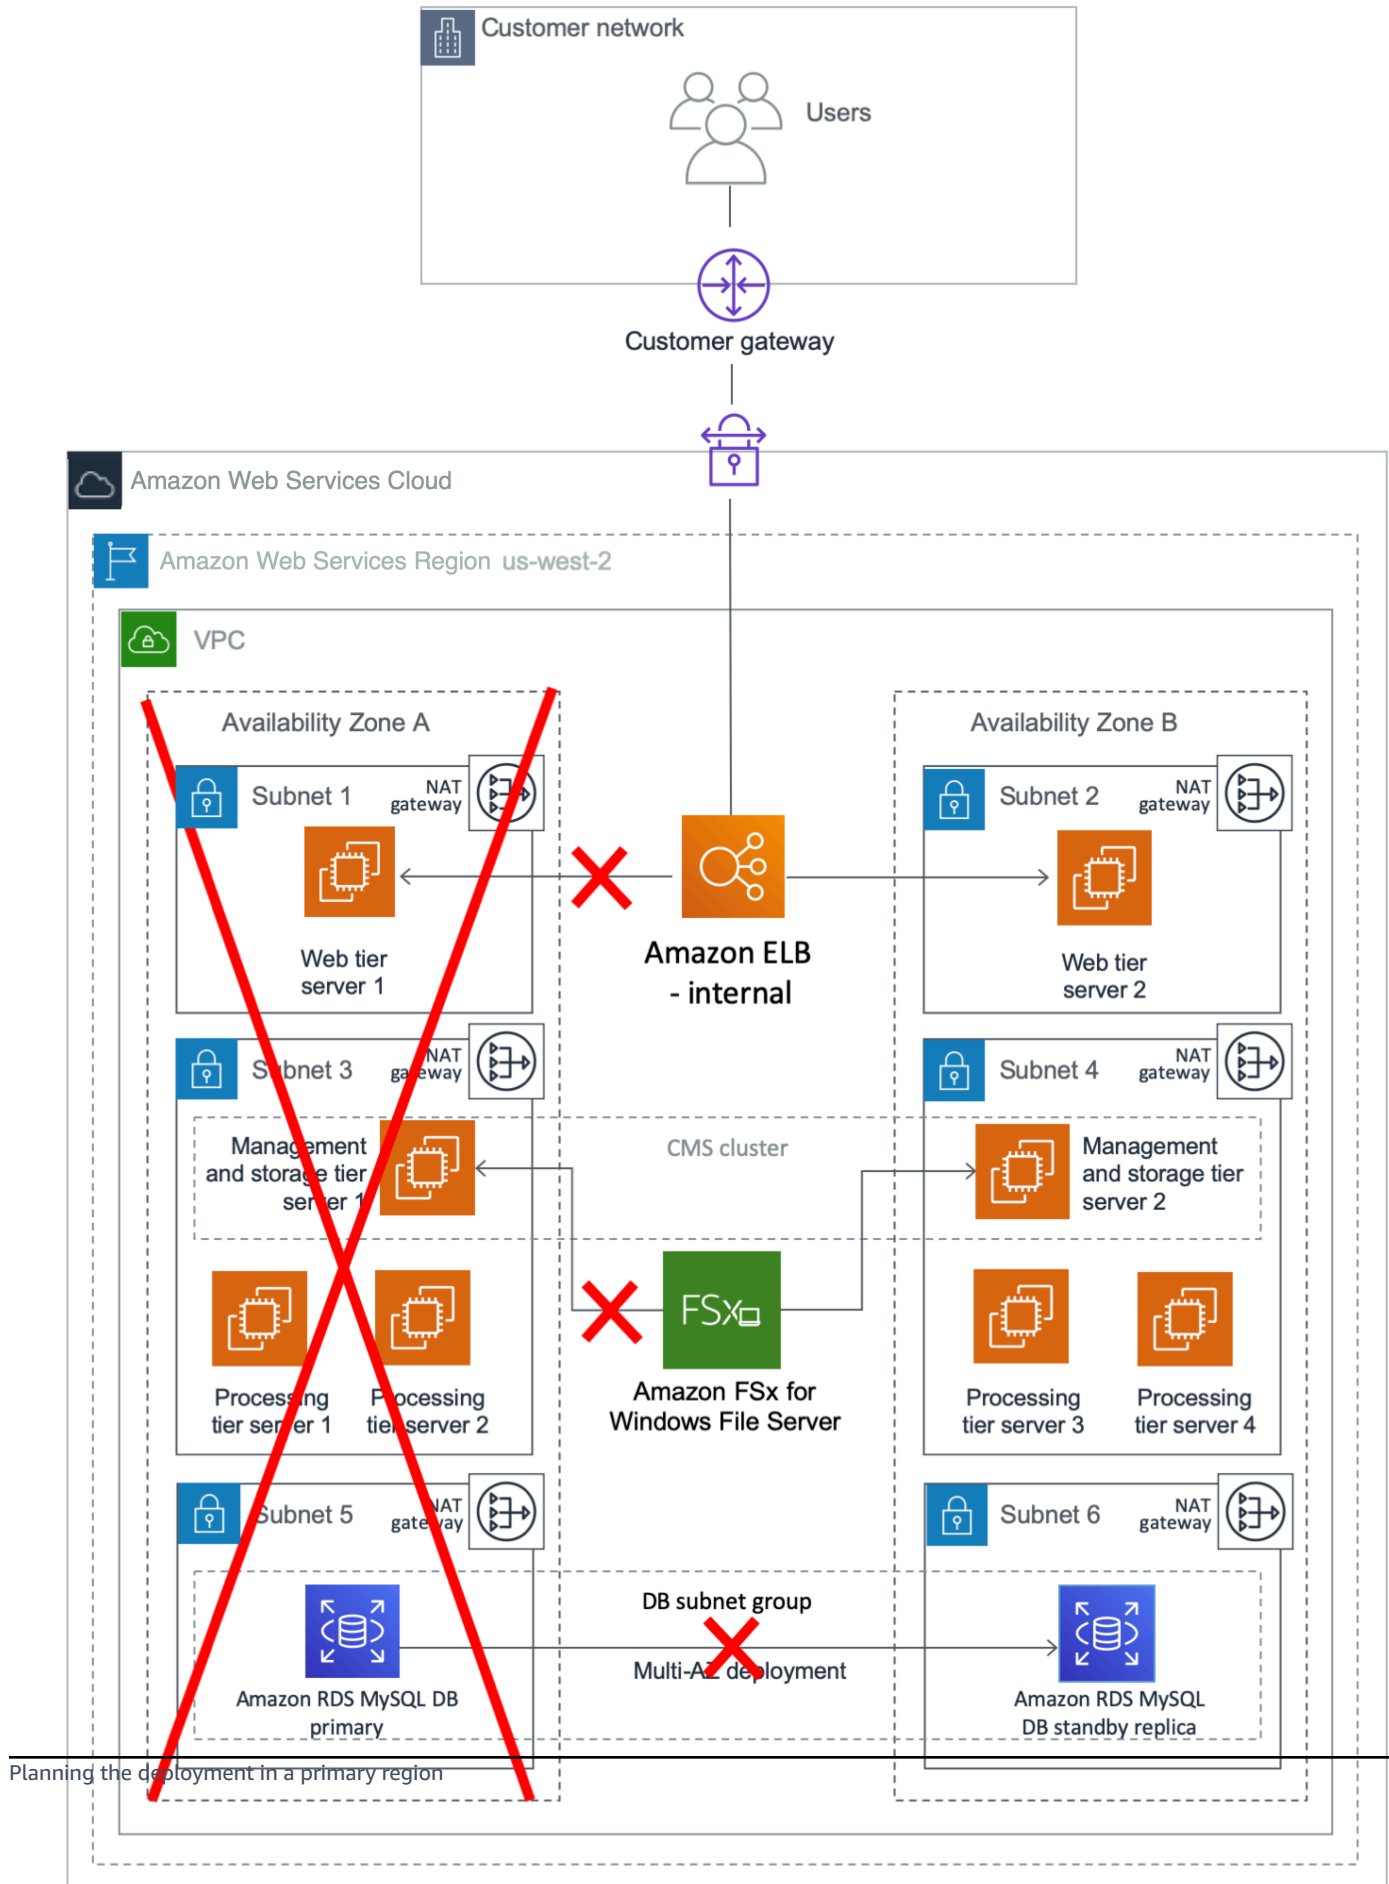 Customer network
Users
Customer gateway
Amazon Web Services Cloud
Amazon Web Services Region us-west-2
VPC
Availability Zone A
Availability Zone B
Subnet 1
NAT
gateway
Subnet 2
NAT
gateway
Web tier
server 1
Amazon ELB
- internal
Web tier
server 2
Subnet 3
NAT
gateway
Subnet 4
NAT
gateway
Management
and storage tier
server 1
CMS cluster
Management
and storage tier
server 2
FSx
Processing
tier server 1
Processing
tier server 2
Amazon FSx for
Windows File Server
Processing
tier server 3
Processing
tier server 4
Subnet 5
NAT
gateway
Subnet 6
NAT
gateway
DB subnet group
Multi-AZ deployment
Amazon RDS MySQL DB
primary
Amazon RDS MySQL
DB standby replica
Planning the deployment in a primary region